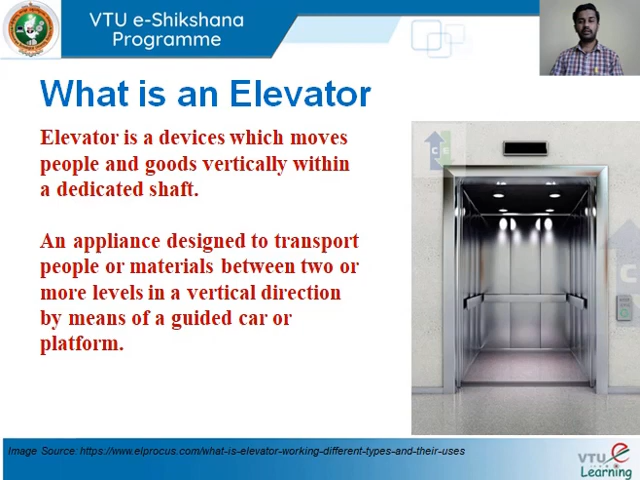 VTU e-Shikshana
Programme
What is an Elevator
Elevator is a devices which moves
people and goods vertically within
a dedicated shaft.
An appliance designed to transport
people or materials between two or
more levels in a vertical direction
by means of a guided car or
platform.
Image Source: https://www.elprocus.com/what-is-elevator-working-different-types-and-their-uses
VTU e
Learning